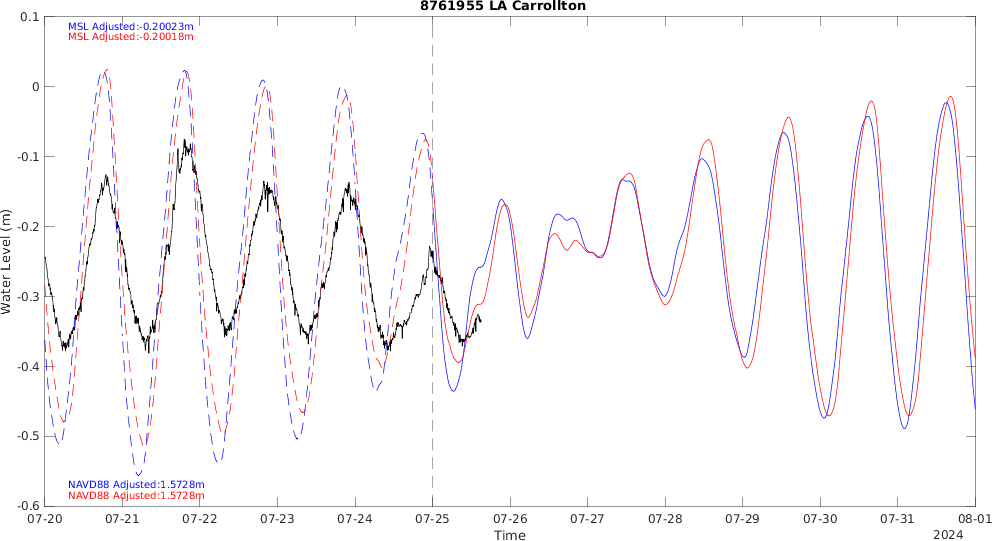 8761955 LA Carrollton
MSL Adjusted:-0.20023m
MSL Adjusted:-0.20018m
0.1
0
-0.1
-0.2
-0.3
-0.4
-0.5
-0.6
Water Level (m)
NAVD88 Adjusted:1.5728m
NAVD88 Adjusted:1.5728m
07-20 07-21 07-22 07-23 07-24 07-25 07-26 07-27 07-28 07-29 07-30 07-31 08-01
Time
2024